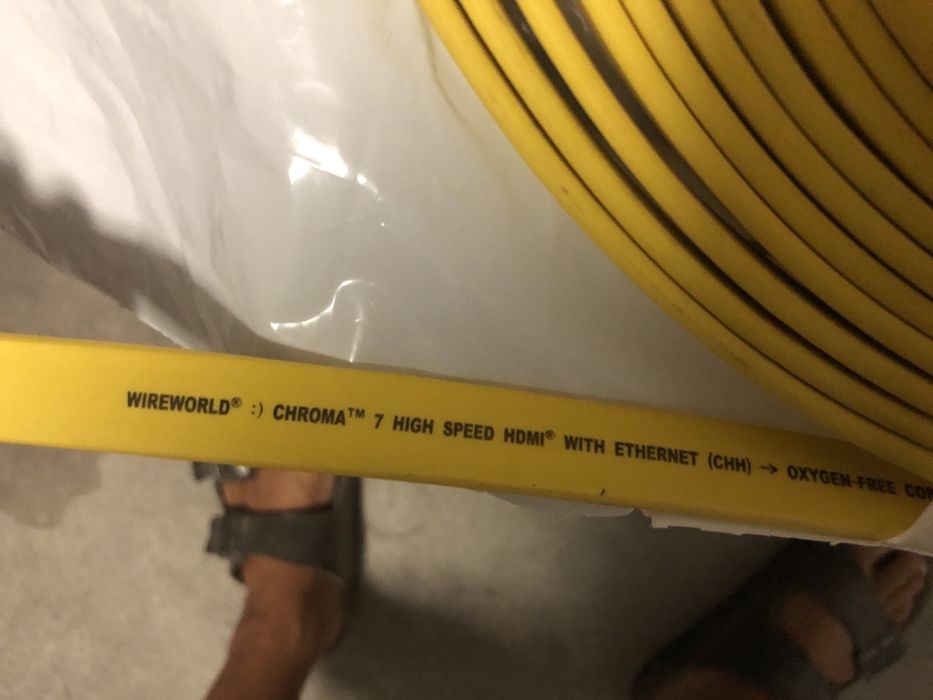 WIREWORLD® :) CHROMA™ 7 HIGH SPEED HDMI® WITH ETHERNET (CHH) → OXYGEN-FREE